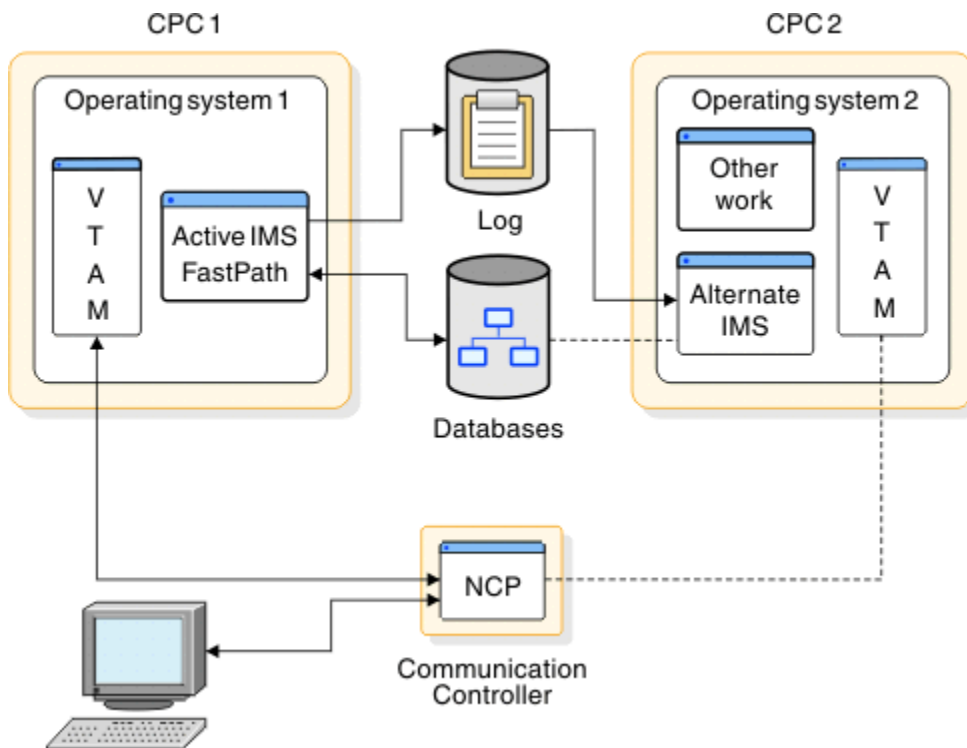 CPC 1
CPC 2
Operating system 1
Operating system 2
V
T
A
M
Active IMS
FastPath
Log
Databases
Other
work
Alternate
IMS
V
T
A
M
NCP
Communication
Controller